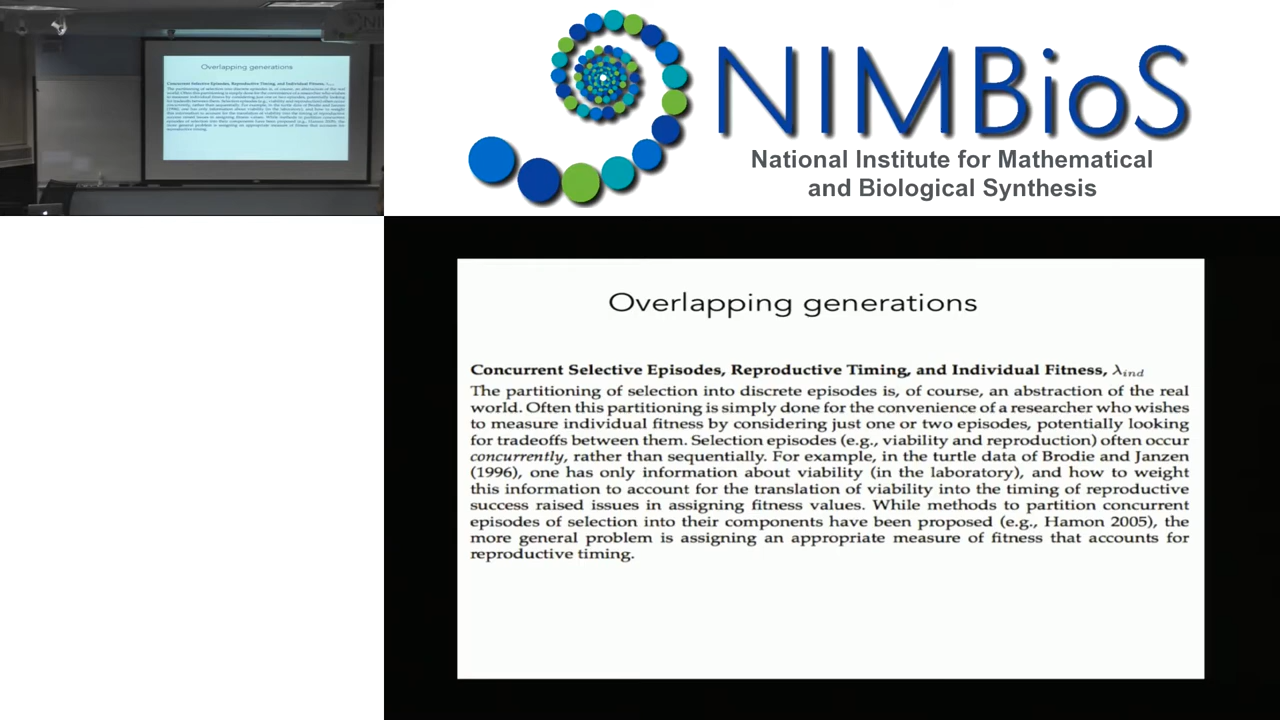 Overlapping generations
NIMBioS
National Institute for Mathematical
and Biological Synthesis
Overlapping generations
Concurrent Selective Episodes, Reproductive Timing, and Individual Fitness, λind
The partitioning of selection into discrete episodes is, of course, an abstraction of the real
world. Often this partitioning is simply done for the convenience of a researcher who wishes
to measure individual fitness by considering just one or two episodes, potentially looking
for tradeoffs between them. Selection episodes (e.g., viability and reproduction) often occur
concurrently, rather than sequentially. For example, in the turtle data of Brodie and Janzen
(1996), one has only information about viability (in the laboratory), and how to weight
this information to account for the translation of viability into the timing of reproductive
success raised issues in assigning fitness values. While methods to partition concurrent
episodes of selection into their components have been proposed (e.g., Hamon 2005), the
more general problem is assigning an appropriate measure of fitness that accounts for
reproductive timing.